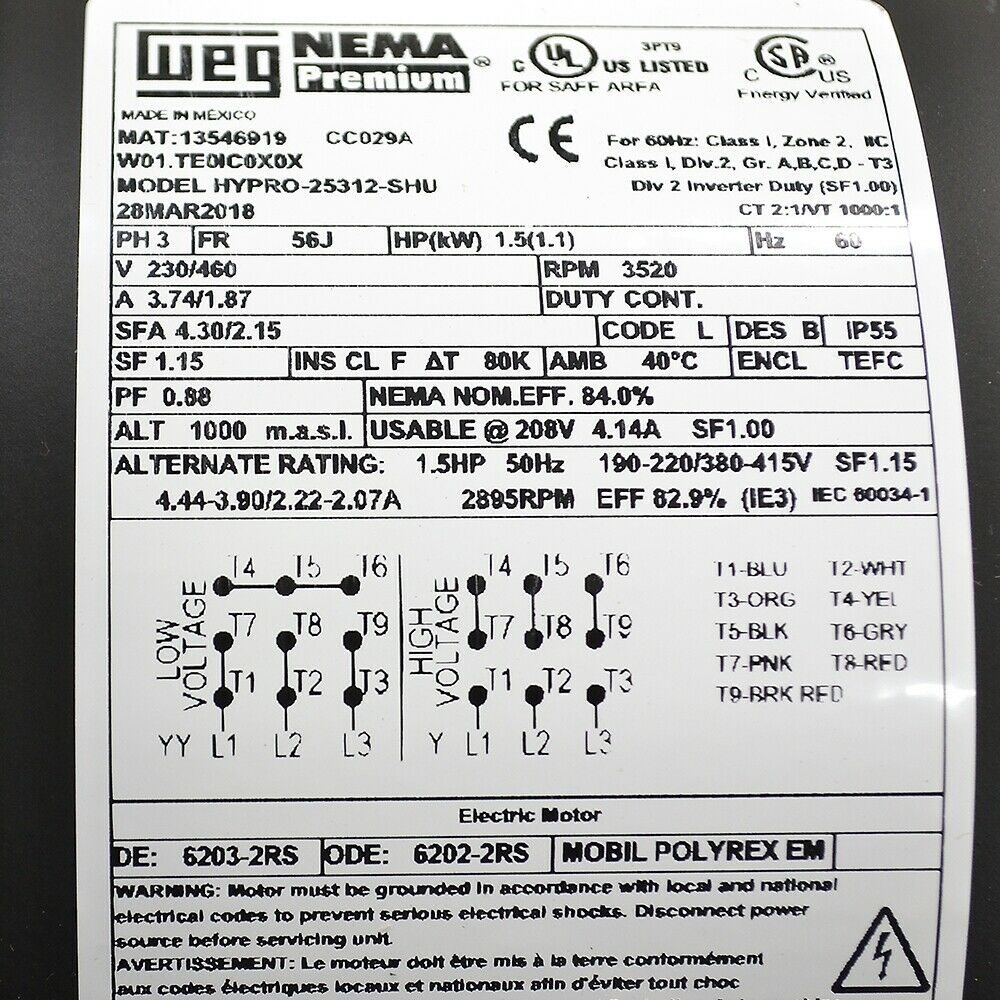 WEG NEMA Premium ® C UL US LISTED 3PT9 CSA ® C US
FOR SAFE AREA Energy Verified
MADE IN MÉXICO
MAT:13546919 CC029A CE For 60Hz: Class I, Zone 2, IIC
W01.TE0IC0X0X Class I, Div.2, Gr. A,B,C,D - T3
MODEL HYPRO-25312-SHU Div 2 Inverter Duty (SF1.00)
28MAR2018 CT 2:1/VT 1000:1
PH 3 FR 56J HP(kW) 1.5(1.1) Hz 60
V 230/460 RPM 3520
A 3.74/1.87 DUTY CONT.
SFA 4.30/2.15 CODE L DES B IP55
SF 1.15 INS CL F ΔT 80K AMB 40°C ENCL TEFC
PF 0.88 NEMA NOM.EFF. 84.0%
ALT 1000 m.a.s.l. USABLE @ 208V 4.14A SF1.00
ALTERNATE RATING: 1.5HP 50Hz 190-220/380-415V SF1.15
4.44-3.90/2.22-2.07A 2895RPM EFF 82.9% (IE3) IEC 60034-1
LOW VOLTAGE
T4 T5 T6
T7 T8 T9
T1 T2 T3
YY L1 L2 L3
HIGH VOLTAGE
T4 T5 T6
T7 T8 T9
T1 T2 T3
Y L1 L2 L3
T1-BLU T2-WHT
T3-ORG T4-YEL
T5-BLK T6-GRY
T7-PNK T8-RED
T9-BRK RED
Electric Motor
DE: 6203-2RS ODE: 6202-2RS MOBIL POLYREX EM
WARNING: Motor must be grounded in accordance with local and national
electrical codes to prevent serious electrical shocks. Disconnect power
source before servicing unit.
AVERTISSEMENT: Le moteur doit être mis à la terre conformément
aux codes électriques locaux et nationaux afin d'éviter tout choc